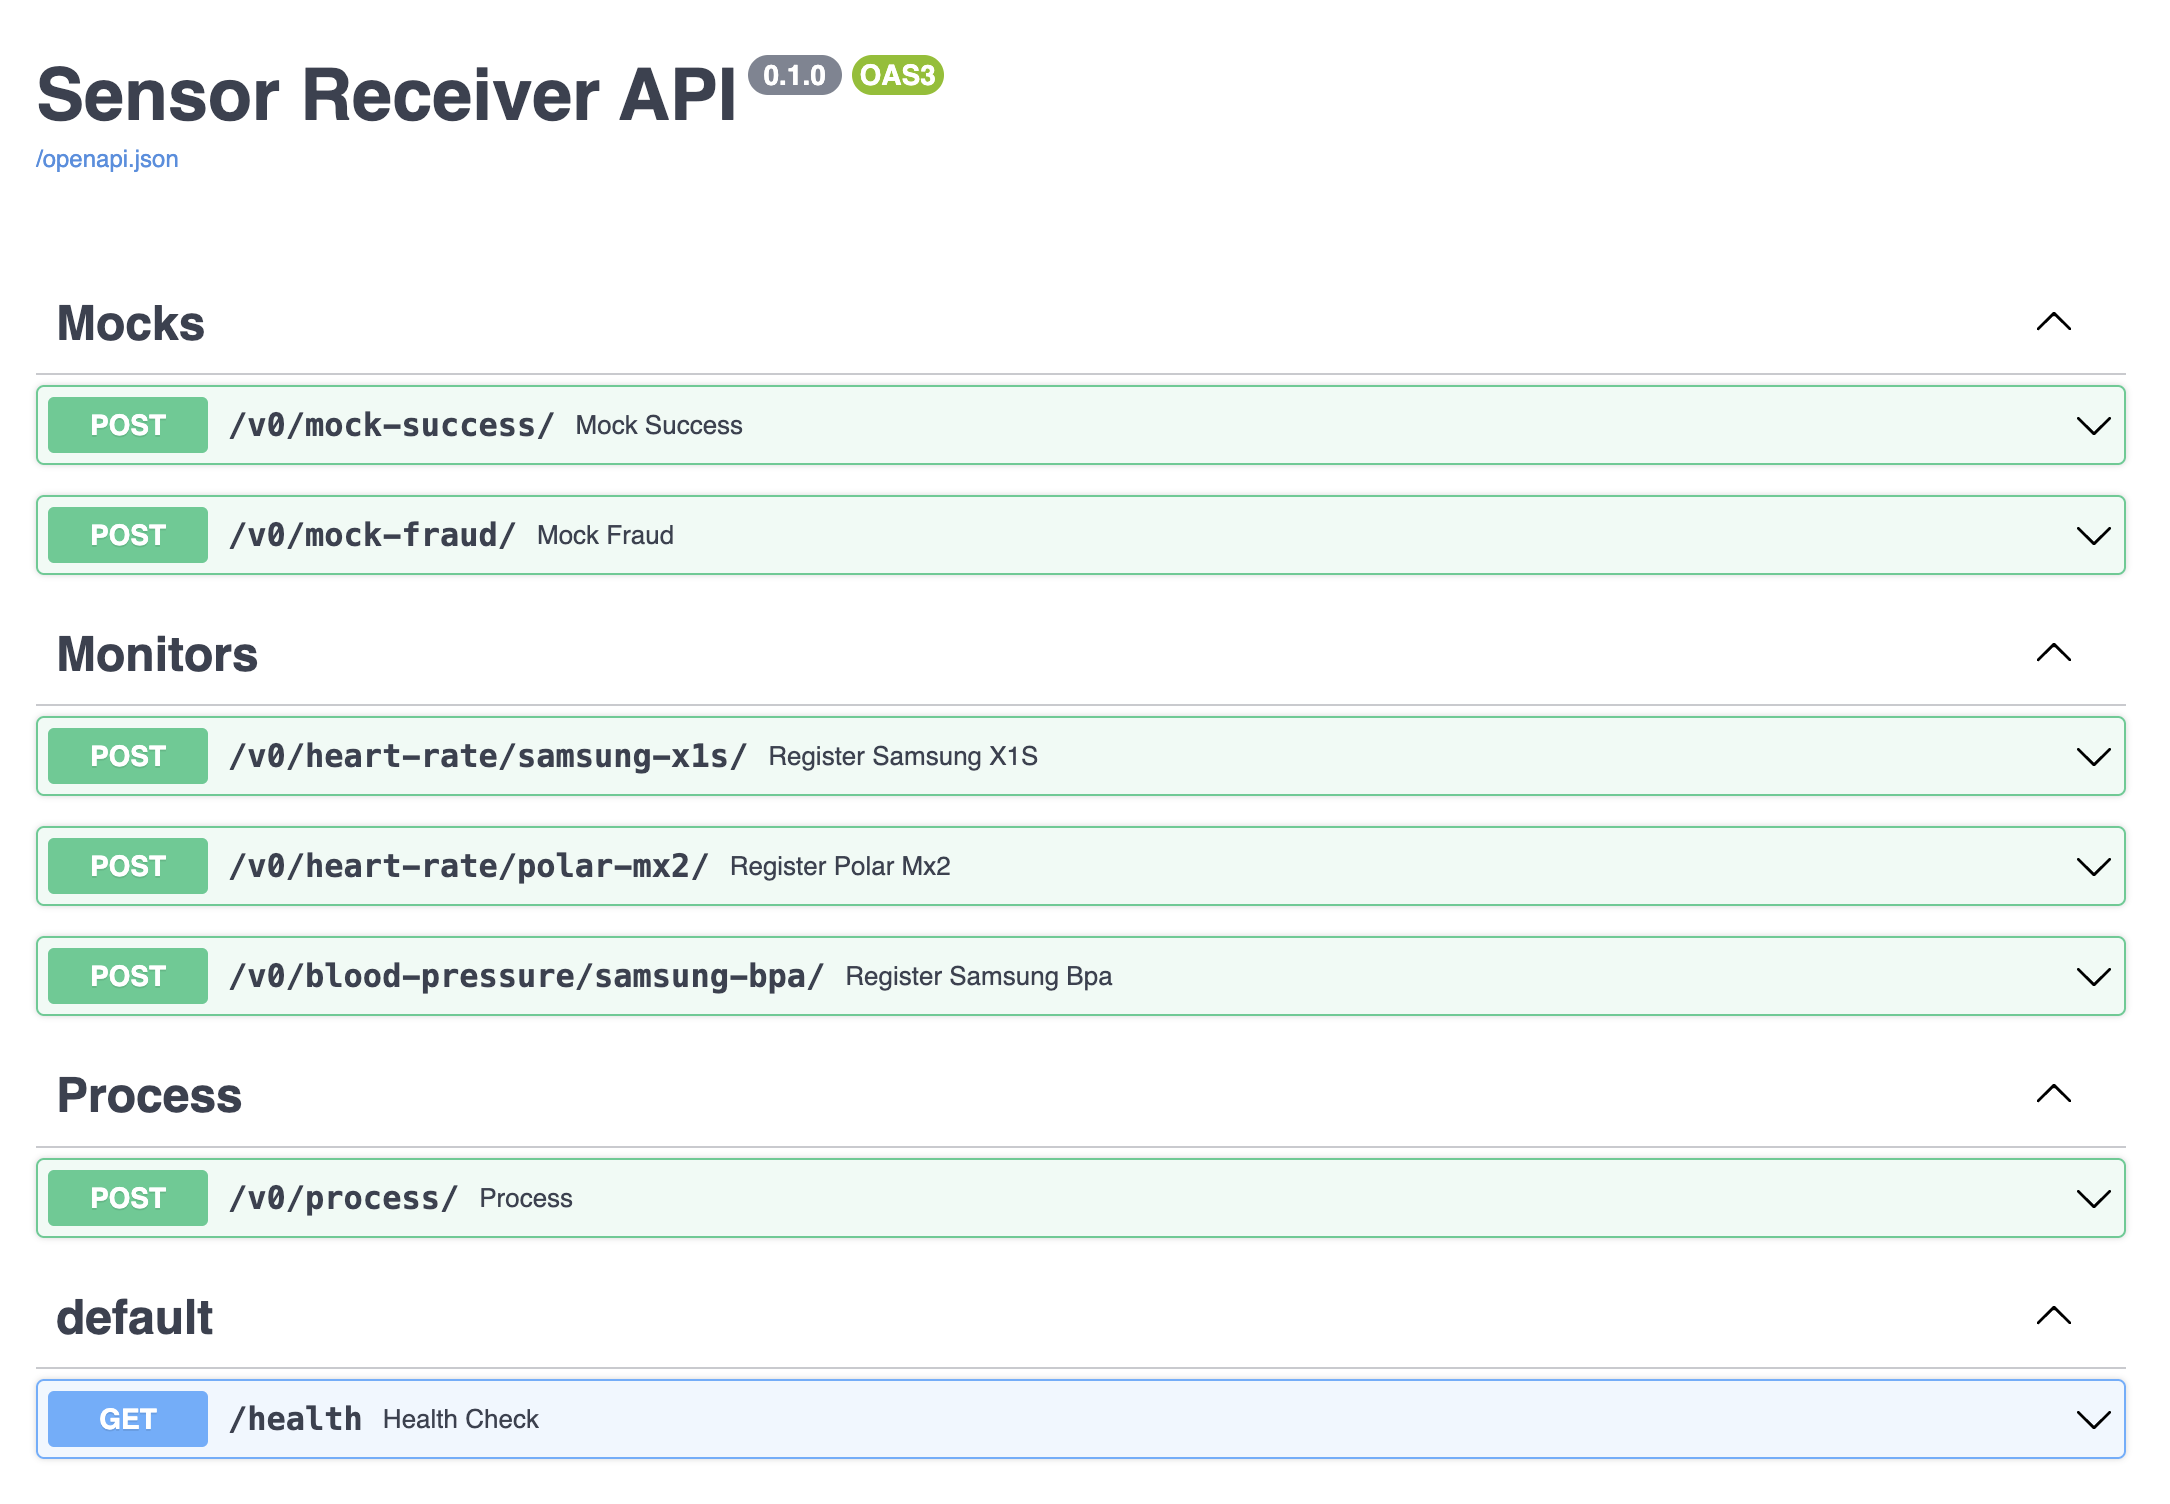 Sensor Receiver API 0.1.0 OAS3
/openapi.json
Mocks
POST /v0/mock-success/ Mock Success
POST /v0/mock-fraud/ Mock Fraud
Monitors
POST /v0/heart-rate/samsung-x1s/ Register Samsung X1S
POST /v0/heart-rate/polar-mx2/ Register Polar Mx2
POST /v0/blood-pressure/samsung-bpa/ Register Samsung Bpa
Process
POST /v0/process/ Process
default
GET /health Health Check